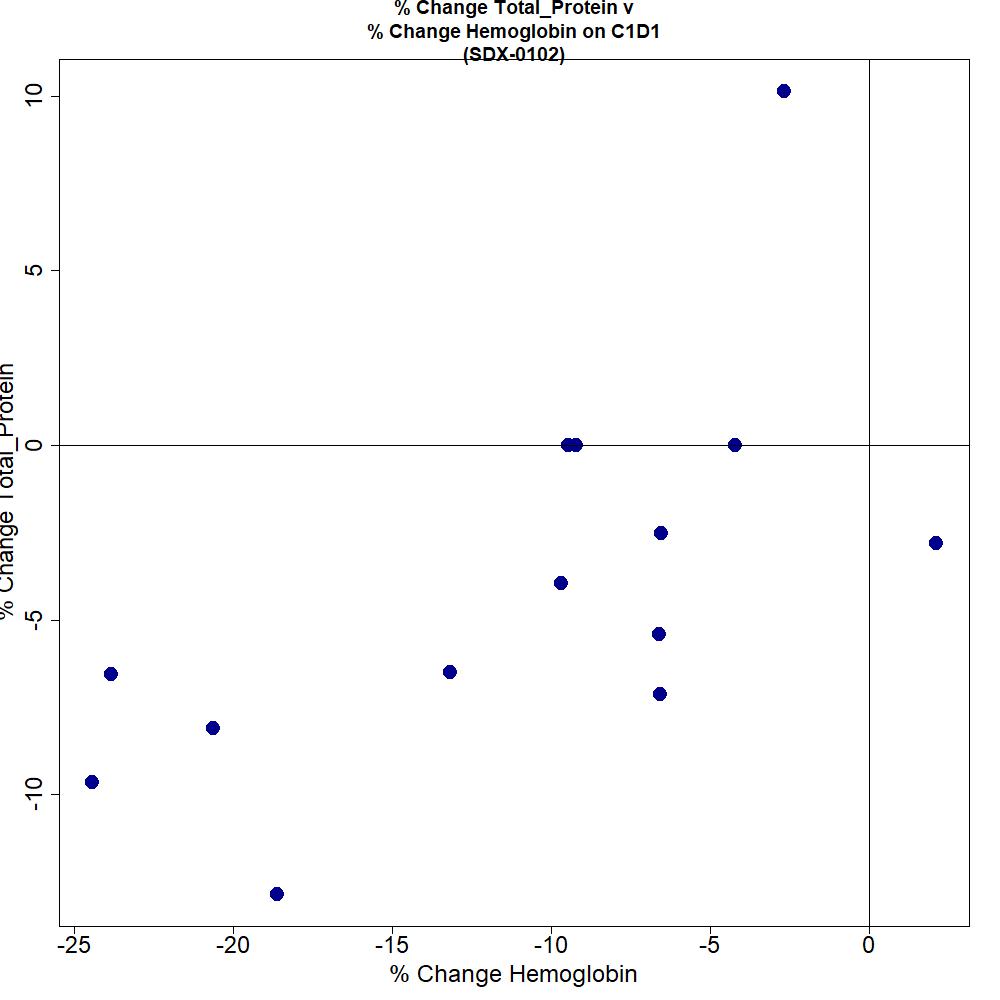 % Change Total_Protein v
% Change Hemoglobin on C1D1
(SDX-0102)
% Change Total_Protein
10
5
0
-5
-10
-25
-20
-15
-10
-5
0
% Change Hemoglobin